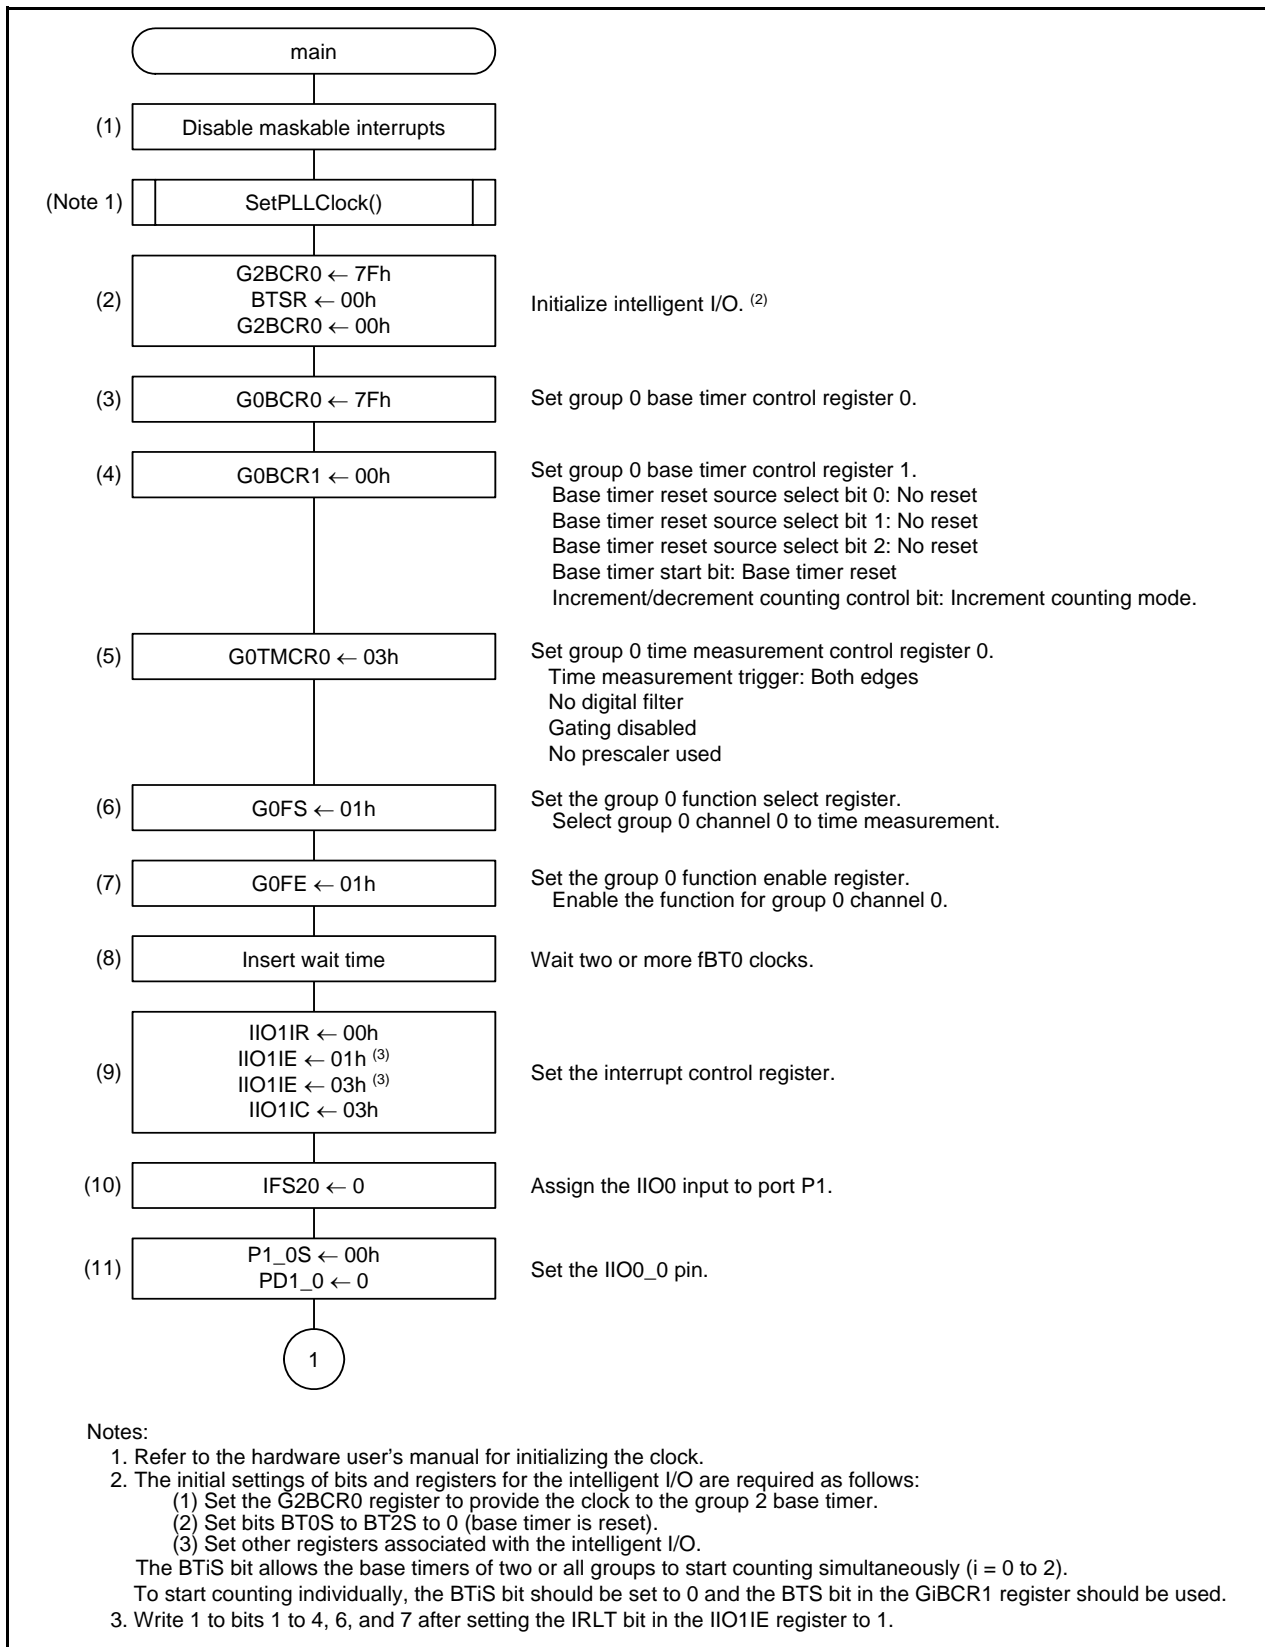 main
(1) Disable maskable interrupts
(Note 1) SetPLLClock()
G2BCR0 ← 7Fh
(2) BTSR ← 00h Initialize intelligent I/O. (2)
G2BCR0 ← 00h
(3) G0BCR0 ← 7Fh Set group 0 base timer control register 0.
(4) G0BCR1 ← 00h Set group 0 base timer control register 1.
Base timer reset source select bit 0: No reset
Base timer reset source select bit 1: No reset
Base timer reset source select bit 2: No reset
Base timer start bit: Base timer reset
Increment/decrement counting control bit: Increment counting mode.
(5) G0TMCR0 ← 03h Set group 0 time measurement control register 0.
Time measurement trigger: Both edges
No digital filter
Gating disabled
No prescaler used
(6) G0FS ← 01h Set the group 0 function select register.
Select group 0 channel 0 to time measurement.
(7) G0FE ← 01h Set the group 0 function enable register.
Enable the function for group 0 channel 0.
(8) Insert wait time Wait two or more fBT0 clocks.
IIO1IR ← 00h
IIO1IE ← 01h (3)
(9) IIO1IE ← 03h (3) Set the interrupt control register.
IIO1IC ← 03h
(10) IFS20 ← 0 Assign the IIO0 input to port P1.
P1_0S ← 00h
(11) PD1_0 ← 0 Set the IIO0_0 pin.
1
Notes:
1. Refer to the hardware user's manual for initializing the clock.
2. The initial settings of bits and registers for the intelligent I/O are required as follows:
(1) Set the G2BCR0 register to provide the clock to the group 2 base timer.
(2) Set bits BT0S to BT2S to 0 (base timer is reset).
(3) Set other registers associated with the intelligent I/O.
The BTiS bit allows the base timers of two or all groups to start counting simultaneously (i = 0 to 2).
To start counting individually, the BTiS bit should be set to 0 and the BTS bit in the GiBCR1 register should be used.
3. Write 1 to bits 1 to 4, 6, and 7 after setting the IRLT bit in the IIO1IE register to 1.